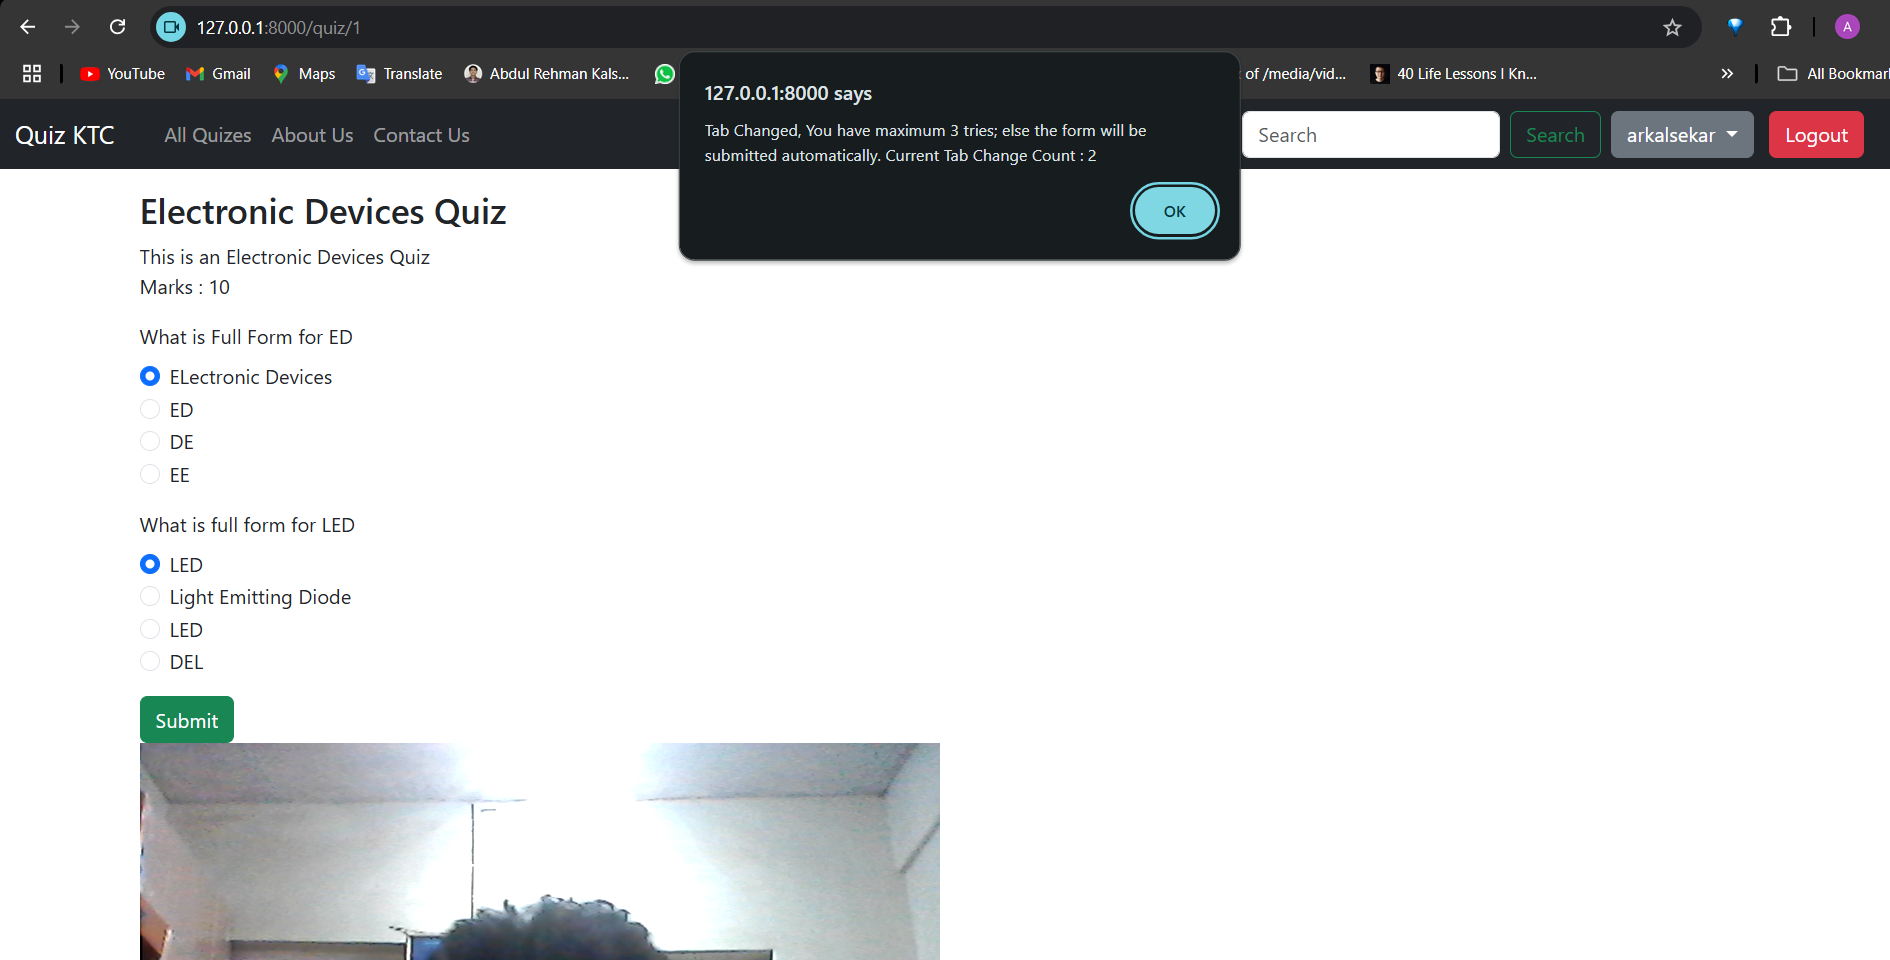 127.0.0.1:8000/quiz/1
A
YouTube
Gmail
Maps
Translate
Abdul Rehman Kals...
of /media/vid...
40 Life Lessons I Kn...
»
All Bookmar
127.0.0.1:8000 says
Tab Changed, You have maximum 3 tries; else the form will be
submitted automatically. Current Tab Change Count : 2
OK
Quiz KTC
All Quizes
About Us
Contact Us
Search
Search
arkalsekar
Logout
Electronic Devices Quiz
This is an Electronic Devices Quiz
Marks : 10
What is Full Form for ED
ELectronic Devices
ED
DE
EE
What is full form for LED
LED
Light Emitting Diode
LED
DEL
Submit